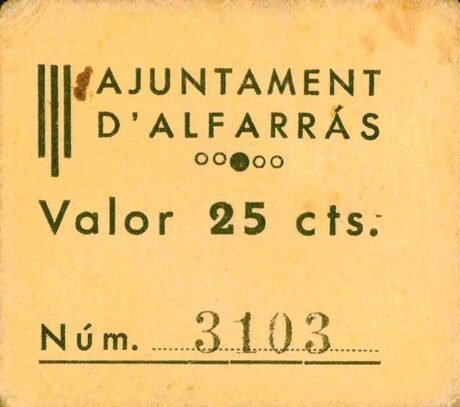 AJUNTAMENT
D'ALFARRÁS
Valor 25 cts.
Núm. 3103